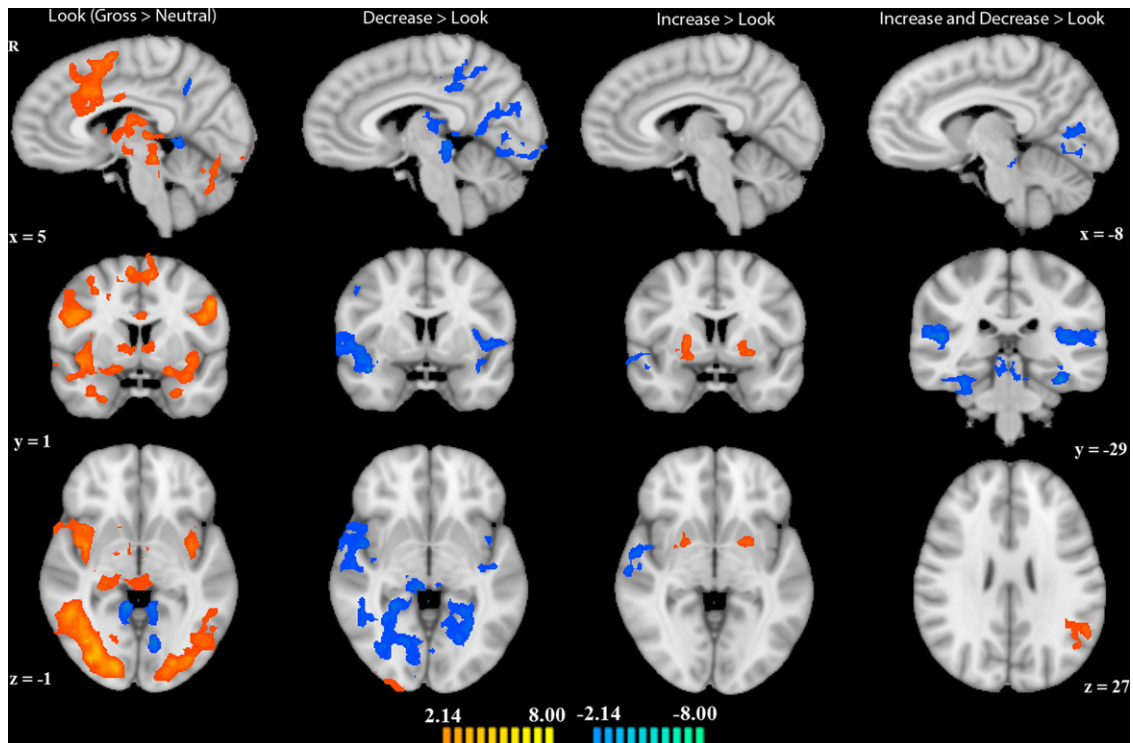 Look (Gross > Neutral) Decrease > Look Increase > Look Increase and Decrease > Look
R
x = 5 x = -8
y = 1 y = -29
z = -1 z = 27
2.14 8.00 -2.14 -8.00